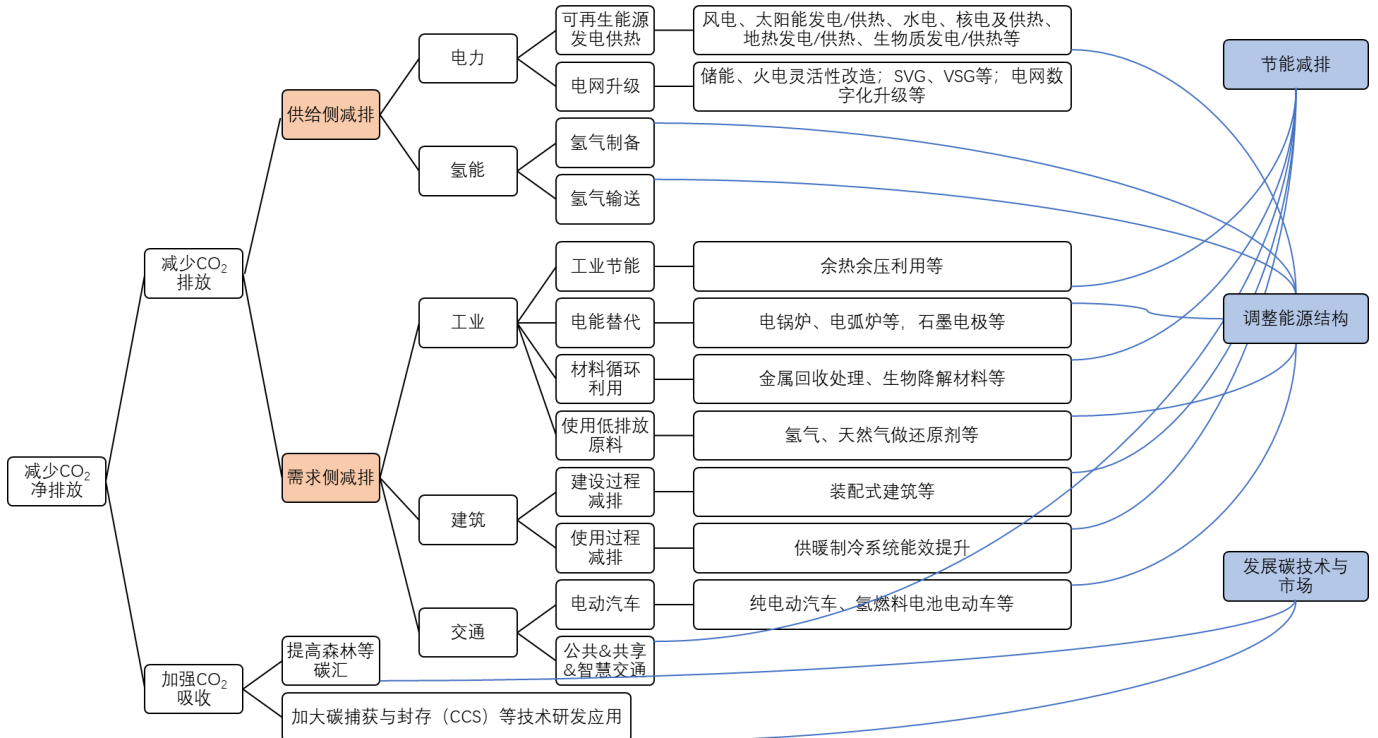 可再生能源
发电供热
风电、太阳能发电/供热、水电、核电及供热、
地热发电/供热、生物质发电/供热等
电力
节能减排
电网升级
储能、火电灵活性改造；SVG、VSG等；电网数
字化升级等
供给侧减排
氢气制备
氢能
氢气输送
减少CO₂
排放
工业节能
余热余压利用等
工业
电能替代
电锅炉、电弧炉等，石墨电极等
调整能源结构
材料循环
利用
金属回收处理、生物降解材料等
使用低排放
原料
氢气、天然气做还原剂等
减少CO₂
净排放
需求侧减排
建设过程
减排
装配式建筑等
建筑
使用过程
减排
供暖制冷系统能效提升
发展碳技术与
市场
电动汽车
纯电动汽车、氢燃料电池电动车等
交通
公共&共享
&智慧交通
提高森林等
碳汇
加强CO₂
吸收
加大碳捕获与封存（CCS）等技术研发应用